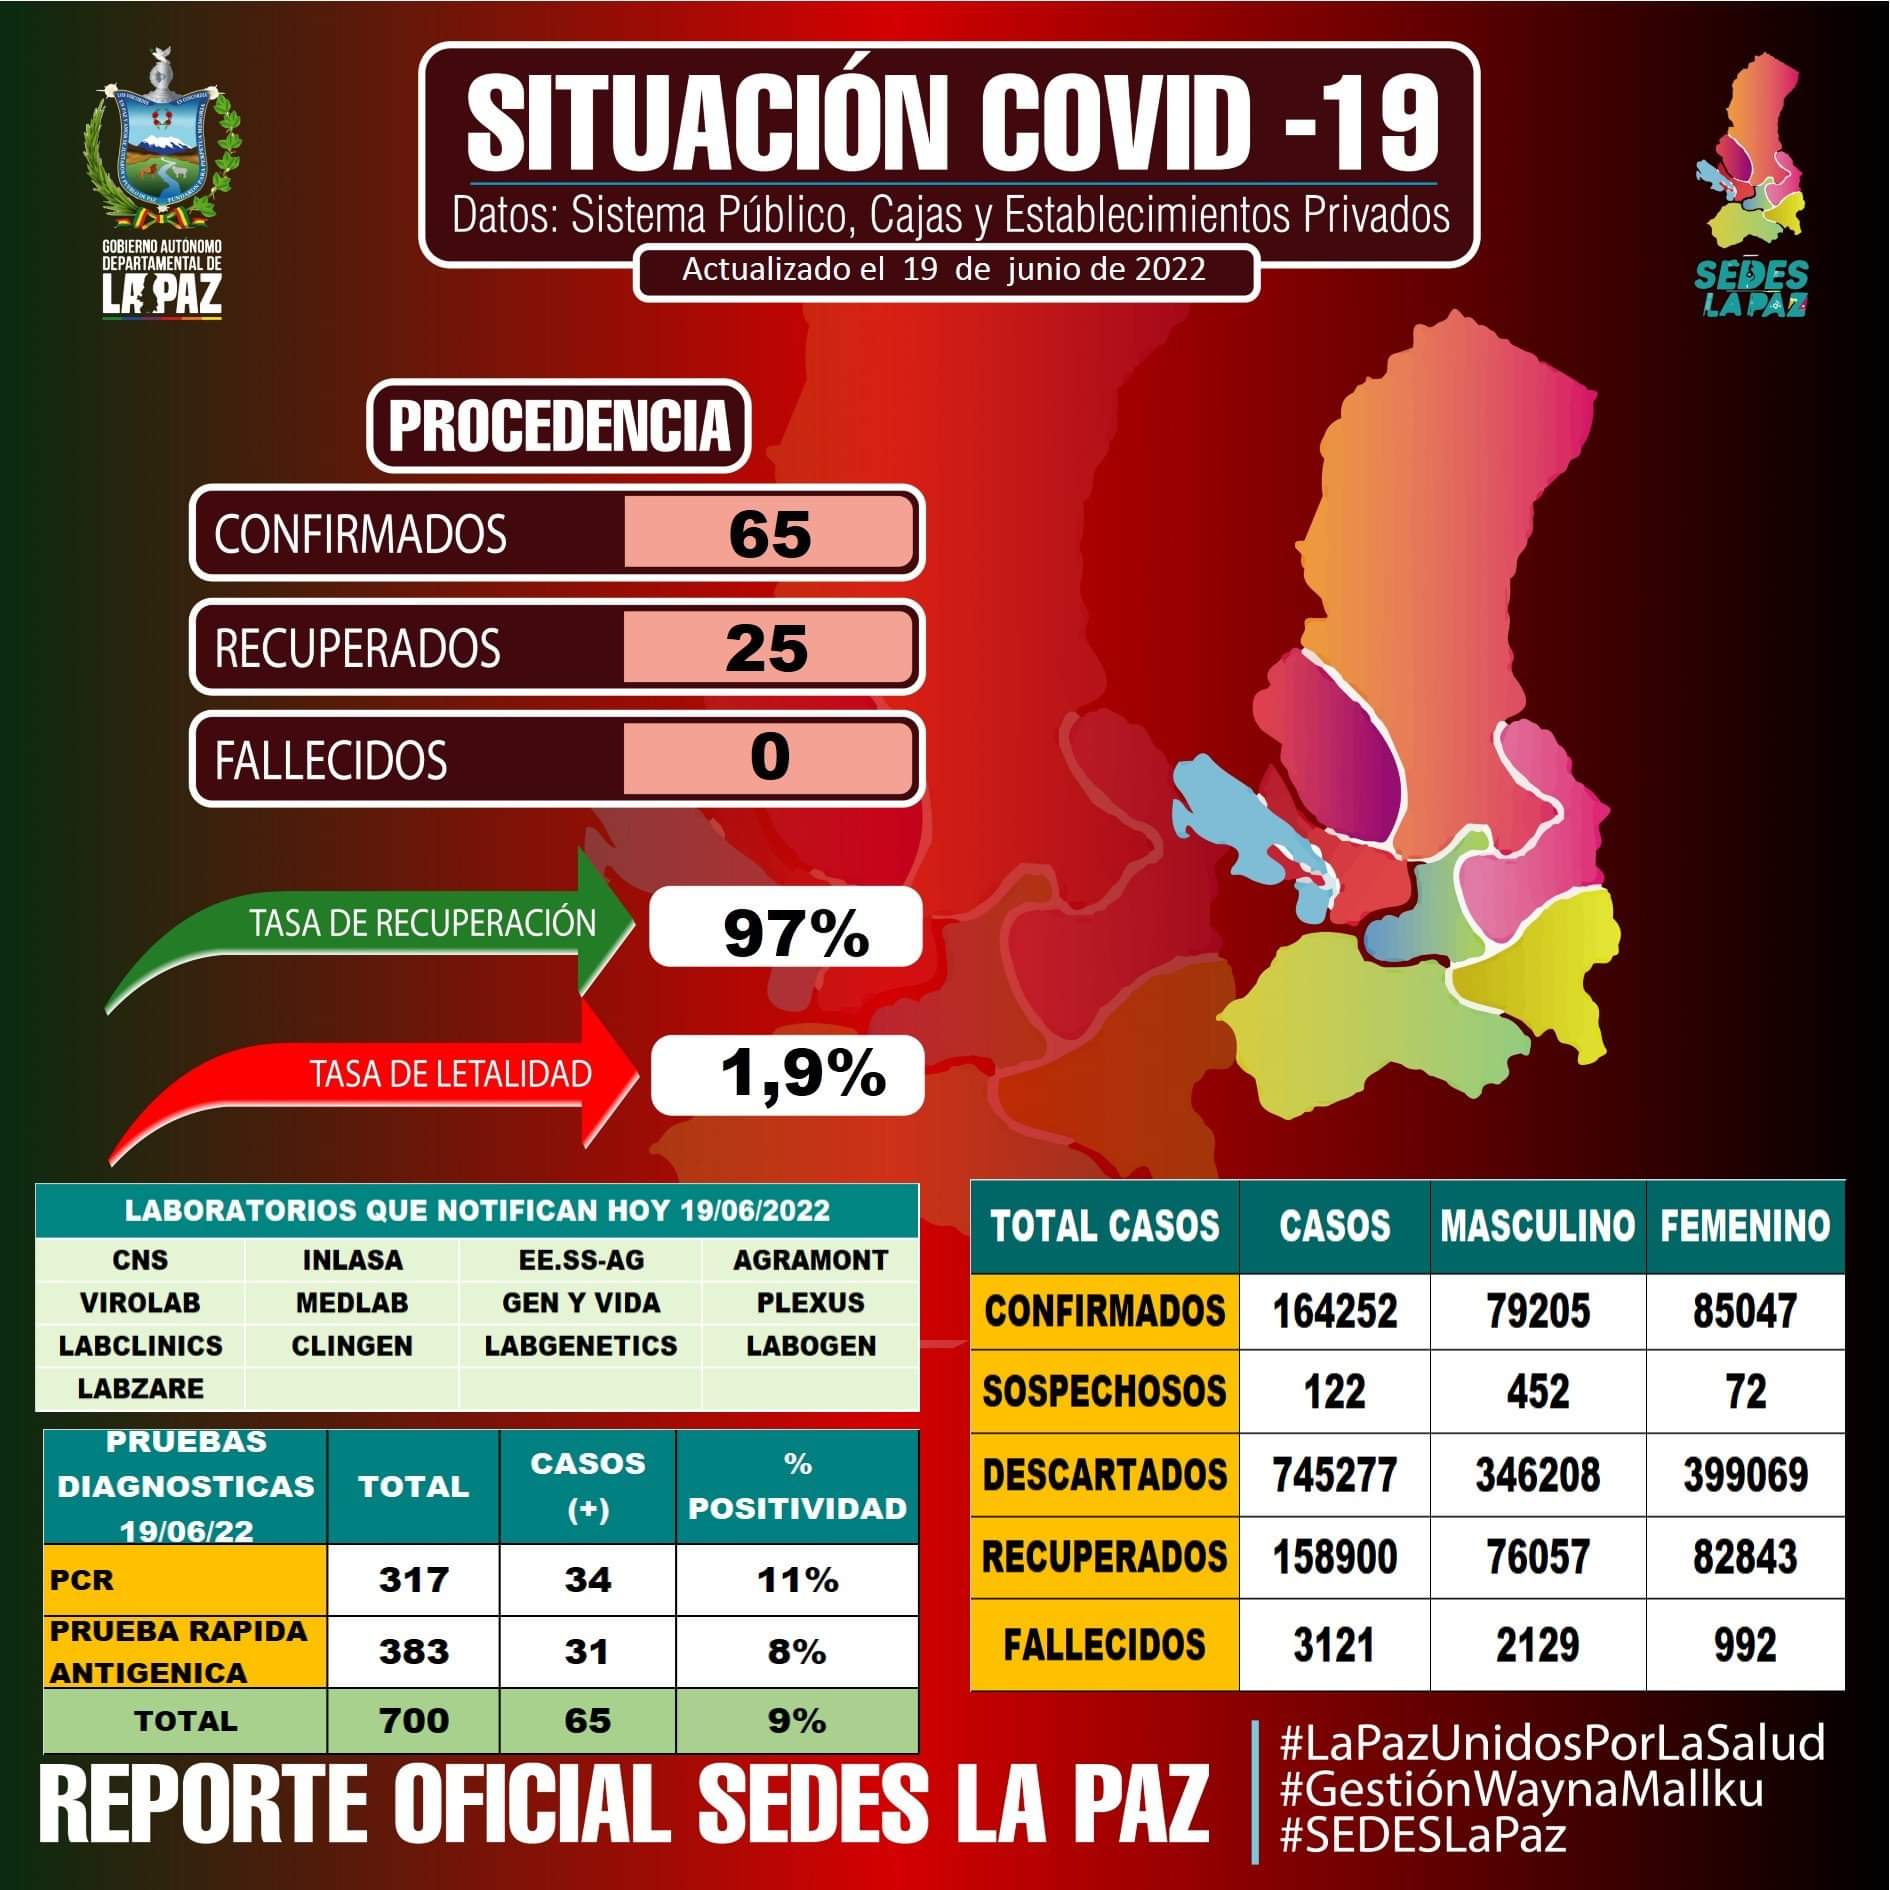 SITUACIÓN COVID -19
Datos: Sistema Público, Cajas y Establecimientos Privados
Actualizado el 19 de junio de 2022
GOBIERNO AUTÓNOMO
DEPARTAMENTAL DE
LA PAZ
SEDES
LA PAZ
PROCEDENCIA
CONFIRMADOS 65
RECUPERADOS 25
FALLECIDOS 0
TASA DE RECUPERACIÓN 97%
TASA DE LETALIDAD 1,9%
LABORATORIOS QUE NOTIFICAN HOY 19/06/2022
CNS INLASA EE.SS-AG AGRAMONT
VIROLAB MEDLAB GEN Y VIDA PLEXUS
LABCLINICS CLINGEN LABGENETICS LABOGEN
LABZARE
PRUEBAS
DIAGNOSTICAS
19/06/22
TOTAL
CASOS
(+)
%
POSITIVIDAD
PCR 317 34 11%
PRUEBA RAPIDA
ANTIGENICA
383 31 8%
TOTAL 700 65 9%
TOTAL CASOS CASOS MASCULINO FEMENINO
CONFIRMADOS 164252 79205 85047
SOSPECHOSOS 122 452 72
DESCARTADOS 745277 346208 399069
RECUPERADOS 158900 76057 82843
FALLECIDOS 3121 2129 992
REPORTE OFICIAL SEDES LA PAZ
#LaPazUnidosPorLaSalud
#GestiónWaynaMallku
#SEDESLaPaz